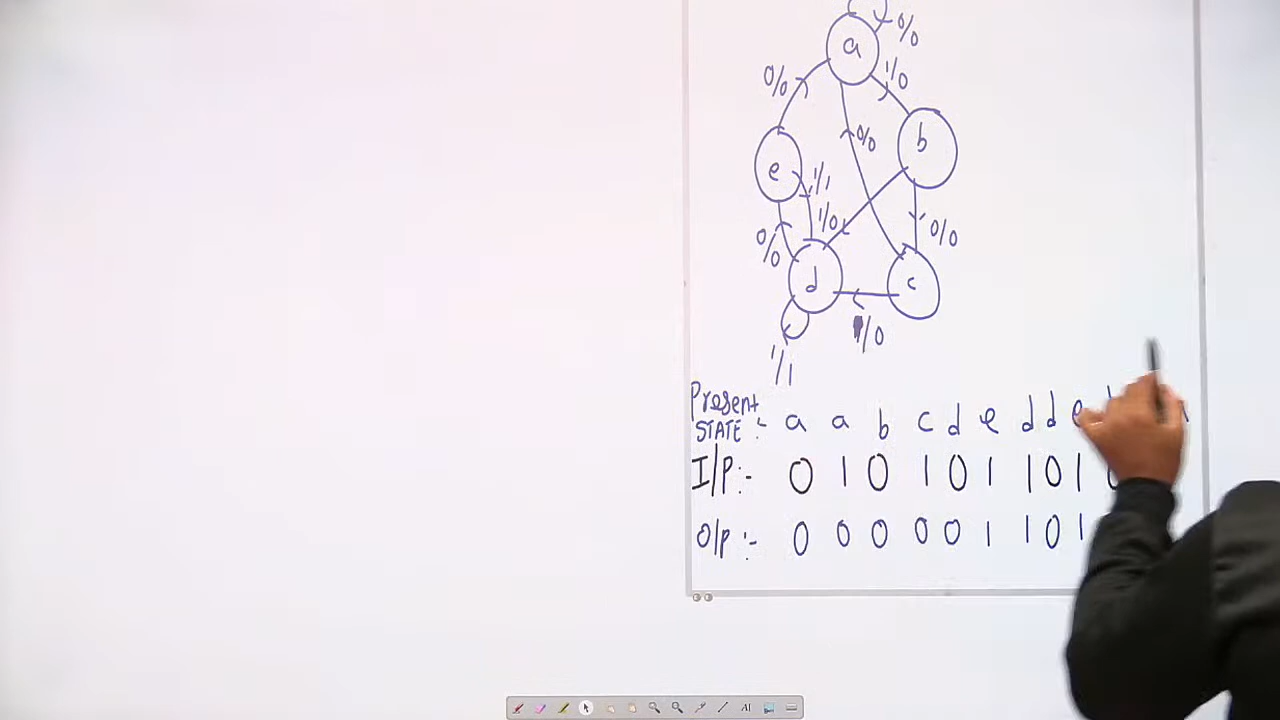 0/0
a
1/0
0/0
0/0
b
e
1/1
1/0
0/0
0/0
d
c
1/0
1/1
Present
STATE :- a a b c d e d d e
I/P :- 0 1 0 1 0 1 1 0 1
O/P :- 0 0 0 0 0 1 1 0 1
AI